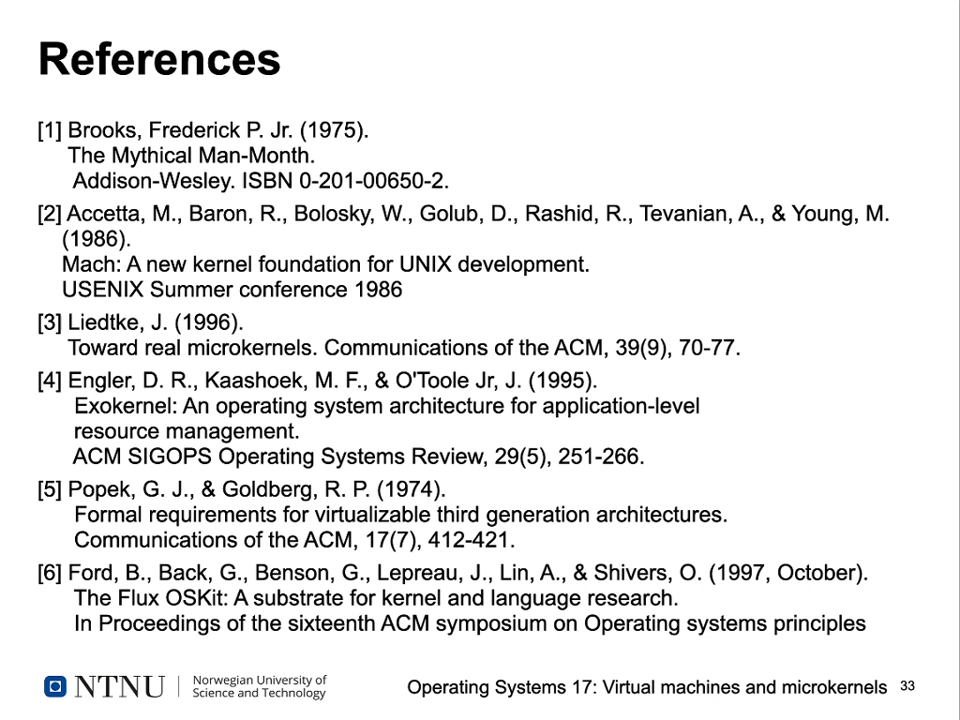 References
[1] Brooks, Frederick P. Jr. (1975).
The Mythical Man-Month.
Addison-Wesley. ISBN 0-201-00650-2.
[2] Accetta, M., Baron, R., Bolosky, W., Golub, D., Rashid, R., Tevanian, A., & Young, M.
(1986).
Mach: A new kernel foundation for UNIX development.
USENIX Summer conference 1986
[3] Liedtke, J. (1996).
Toward real microkernels. Communications of the ACM, 39(9), 70-77.
[4] Engler, D. R., Kaashoek, M. F., & O'Toole Jr, J. (1995).
Exokernel: An operating system architecture for application-level
resource management.
ACM SIGOPS Operating Systems Review, 29(5), 251-266.
[5] Popek, G. J., & Goldberg, R. P. (1974).
Formal requirements for virtualizable third generation architectures.
Communications of the ACM, 17(7), 412-421.
[6] Ford, B., Back, G., Benson, G., Lepreau, J., Lin, A., & Shivers, O. (1997, October).
The Flux OSKit: A substrate for kernel and language research.
In Proceedings of the sixteenth ACM symposium on Operating systems principles
NTNU
Norwegian University of
Science and Technology
Operating Systems 17: Virtual machines and microkernels 33